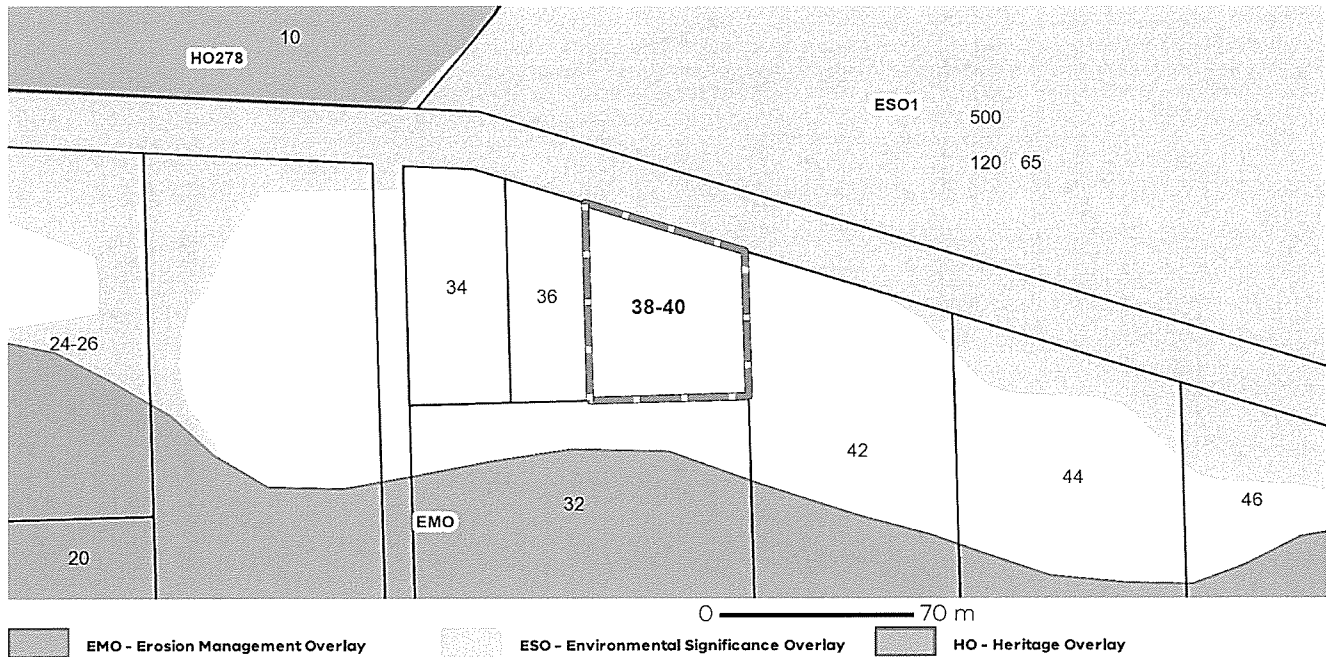 10
HO278
ESO1 500
120 65
34
36
38-40
24-26
42
44
46
32
EMO
20
0 70 m
EMO - Erosion Management Overlay ESO - Environmental Significance Overlay HO - Heritage Overlay